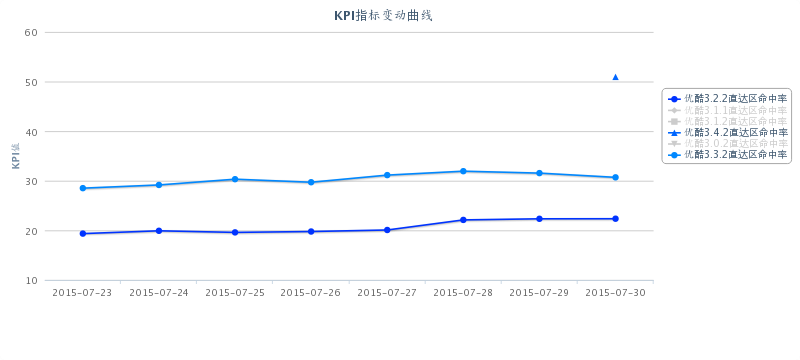 KPI指标变动曲线
60
50
40
30
20
10
KPI值
2015-07-23
2015-07-24
2015-07-25
2015-07-26
2015-07-27
2015-07-28
2015-07-29
2015-07-30
优酷3.2.2直达区命中率
优酷3.1.1直达区命中率
优酷3.1.2直达区命中率
优酷3.4.2直达区命中率
优酷3.0.2直达区命中率
优酷3.3.2直达区命中率